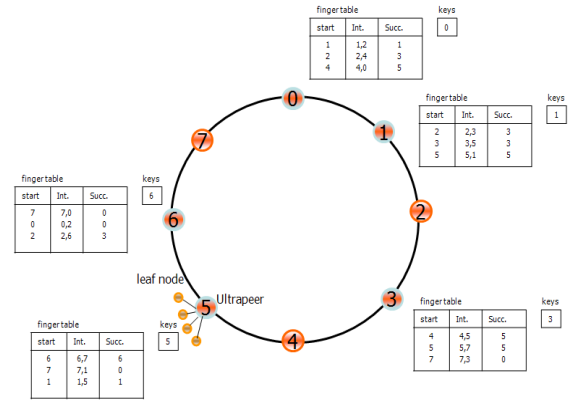 fingertable keys
start Int. Succ. 0
1 1,2 1
2 2,4 3
4 4,0 5
fingertable keys
start Int. Succ. 1
2 2,3 3
3 3,5 3
5 5,1 5
0
1
7
2
fingertable keys
start Int. Succ. 6
7 7,0 0
0 0,2 0
2 2,6 3
6
leaf node
5 Ultrapeer
3
4
fingertable keys
start Int. Succ. 3
4 4,5 5
5 5,7 5
7 7,3 0
fingertable keys
start Int. Succ. 5
6 6,7 6
7 7,1 0
1 1,5 1